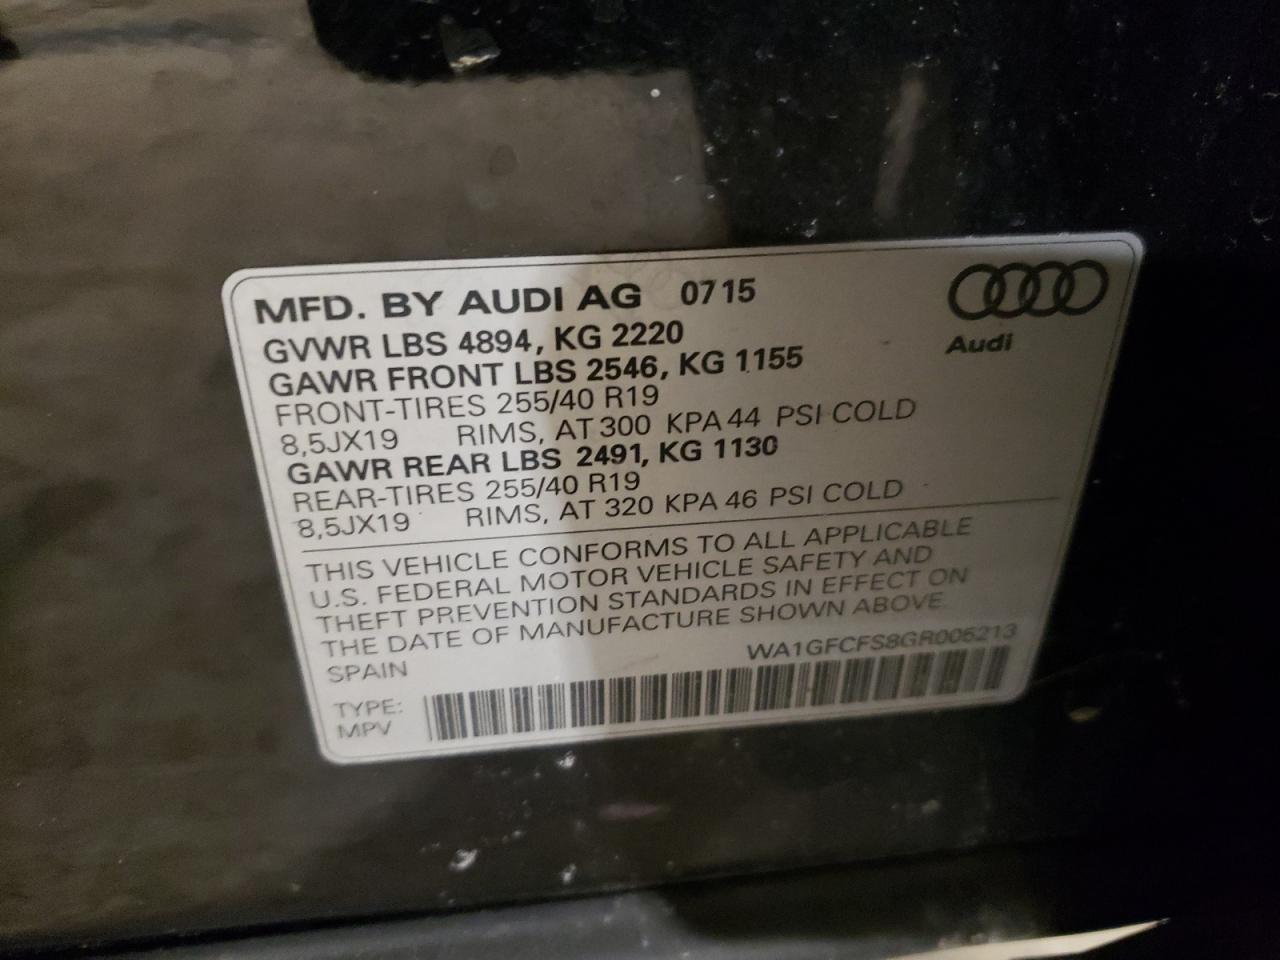 MFD. BY AUDI AG 0715
Audi
GVWR LBS 4894, KG 2220
GAWR FRONT LBS 2546, KG 1155
FRONT-TIRES 255/40 R19
8,5JX19 RIMS, AT 300 KPA 44 PSI COLD
GAWR REAR LBS 2491, KG 1130
REAR-TIRES 255/40 R19
8,5JX19 RIMS, AT 320 KPA 46 PSI COLD
THIS VEHICLE CONFORMS TO ALL APPLICABLE
U.S. FEDERAL MOTOR VEHICLE SAFETY AND
THEFT PREVENTION STANDARDS IN EFFECT ON
THE DATE OF MANUFACTURE SHOWN ABOVE.
SPAIN WA1GFCFS8GR005213
TYPE:
MPV